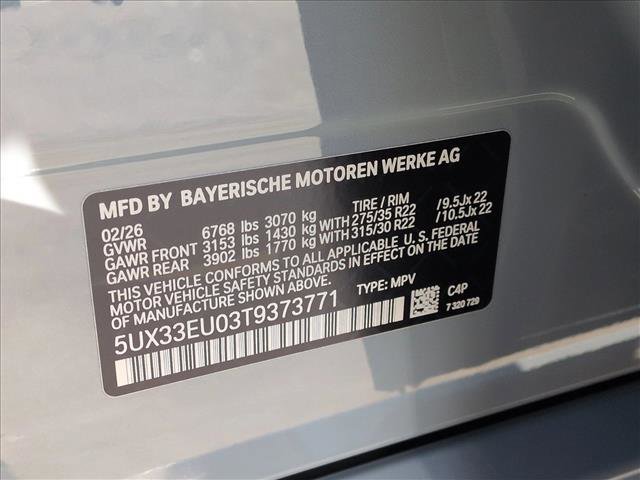 MFD BY BAYERISCHE MOTOREN WERKE AG
02/26 TIRE / RIM
GVWR 6768 lbs 3070 kg
GAWR FRONT 3153 lbs 1430 kg WITH 275/35 R22 /9.5Jx22
GAWR REAR 3902 lbs 1770 kg WITH 315/30 R22 /10.5Jx22
THIS VEHICLE CONFORMS TO ALL APPLICABLE U.S. FEDERAL
MOTOR VEHICLE SAFETY STANDARDS IN EFFECT ON THE DATE
OF MANUFACTURE SHOWN ABOVE.
TYPE: MPV
5UX33EU03T9373771
C4P
7 320 729